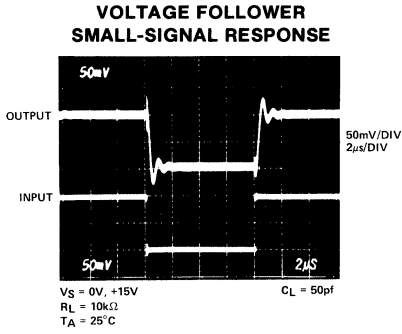 VOLTAGE FOLLOWER
SMALL-SIGNAL RESPONSE
50mV
OUTPUT
50mV/DIV
2μs/DIV
INPUT
50mV
2μS
VS = 0V, +15V
CL = 50pf
RL = 10kΩ
TA = 25°C